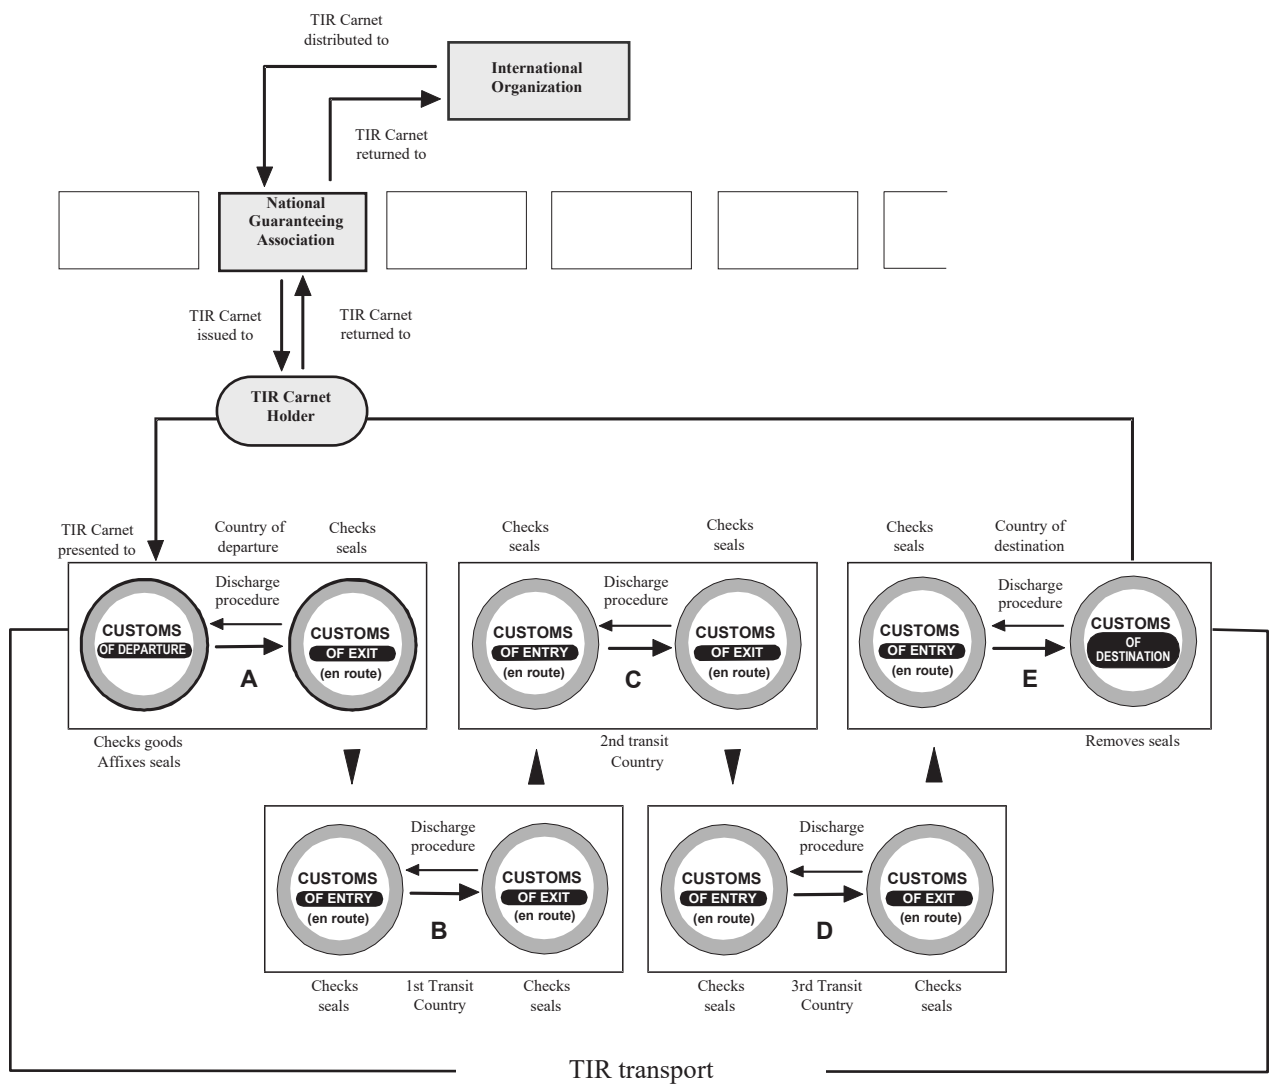 TIR Carnet
distributed to
International
Organization
TIR Carnet
returned to
National
Guaranteeing
Association
TIR Carnet
issued to
TIR Carnet
returned to
TIR Carnet
Holder
TIR Carnet
presented to
Country of
departure
Checks
seals
Checks
seals
Checks
seals
Checks
seals
Country of
destination
Discharge
procedure
CUSTOMS
OF DEPARTURE
A
CUSTOMS
OF EXIT
(en route)
Discharge
procedure
CUSTOMS
OF ENTRY
(en route)
C
CUSTOMS
OF EXIT
(en route)
Discharge
procedure
CUSTOMS
OF ENTRY
(en route)
E
CUSTOMS
OF
DESTINATION
Checks goods
Affixes seals
2nd transit
Country
Removes seals
Discharge
procedure
CUSTOMS
OF ENTRY
(en route)
B
CUSTOMS
OF EXIT
(en route)
Discharge
procedure
CUSTOMS
OF ENTRY
(en route)
D
CUSTOMS
OF EXIT
(en route)
Checks
seals
1st Transit
Country
Checks
seals
Checks
seals
3rd Transit
Country
Checks
seals
TIR transport